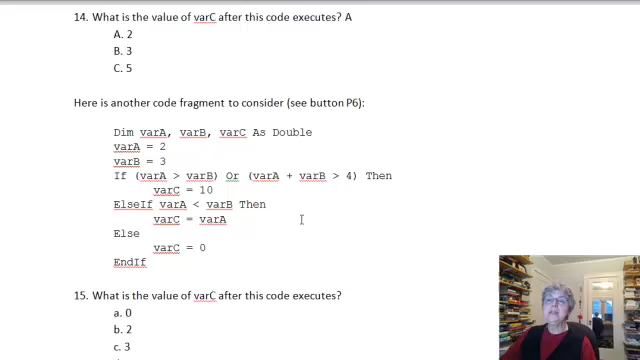 14. What is the value of varC after this code executes? A
A. 2
B. 3
C. 5
Here is another code fragment to consider (see button P6):
Dim varA, varB, varC As Double
varA = 2
varB = 3
If (varA > varB) Or (varA + varB > 4) Then
varC = 10
ElseIf varA < varB Then
varC = varA
Else
varC = 0
EndIf
15. What is the value of varC after this code executes?
a. 0
b. 2
c. 3